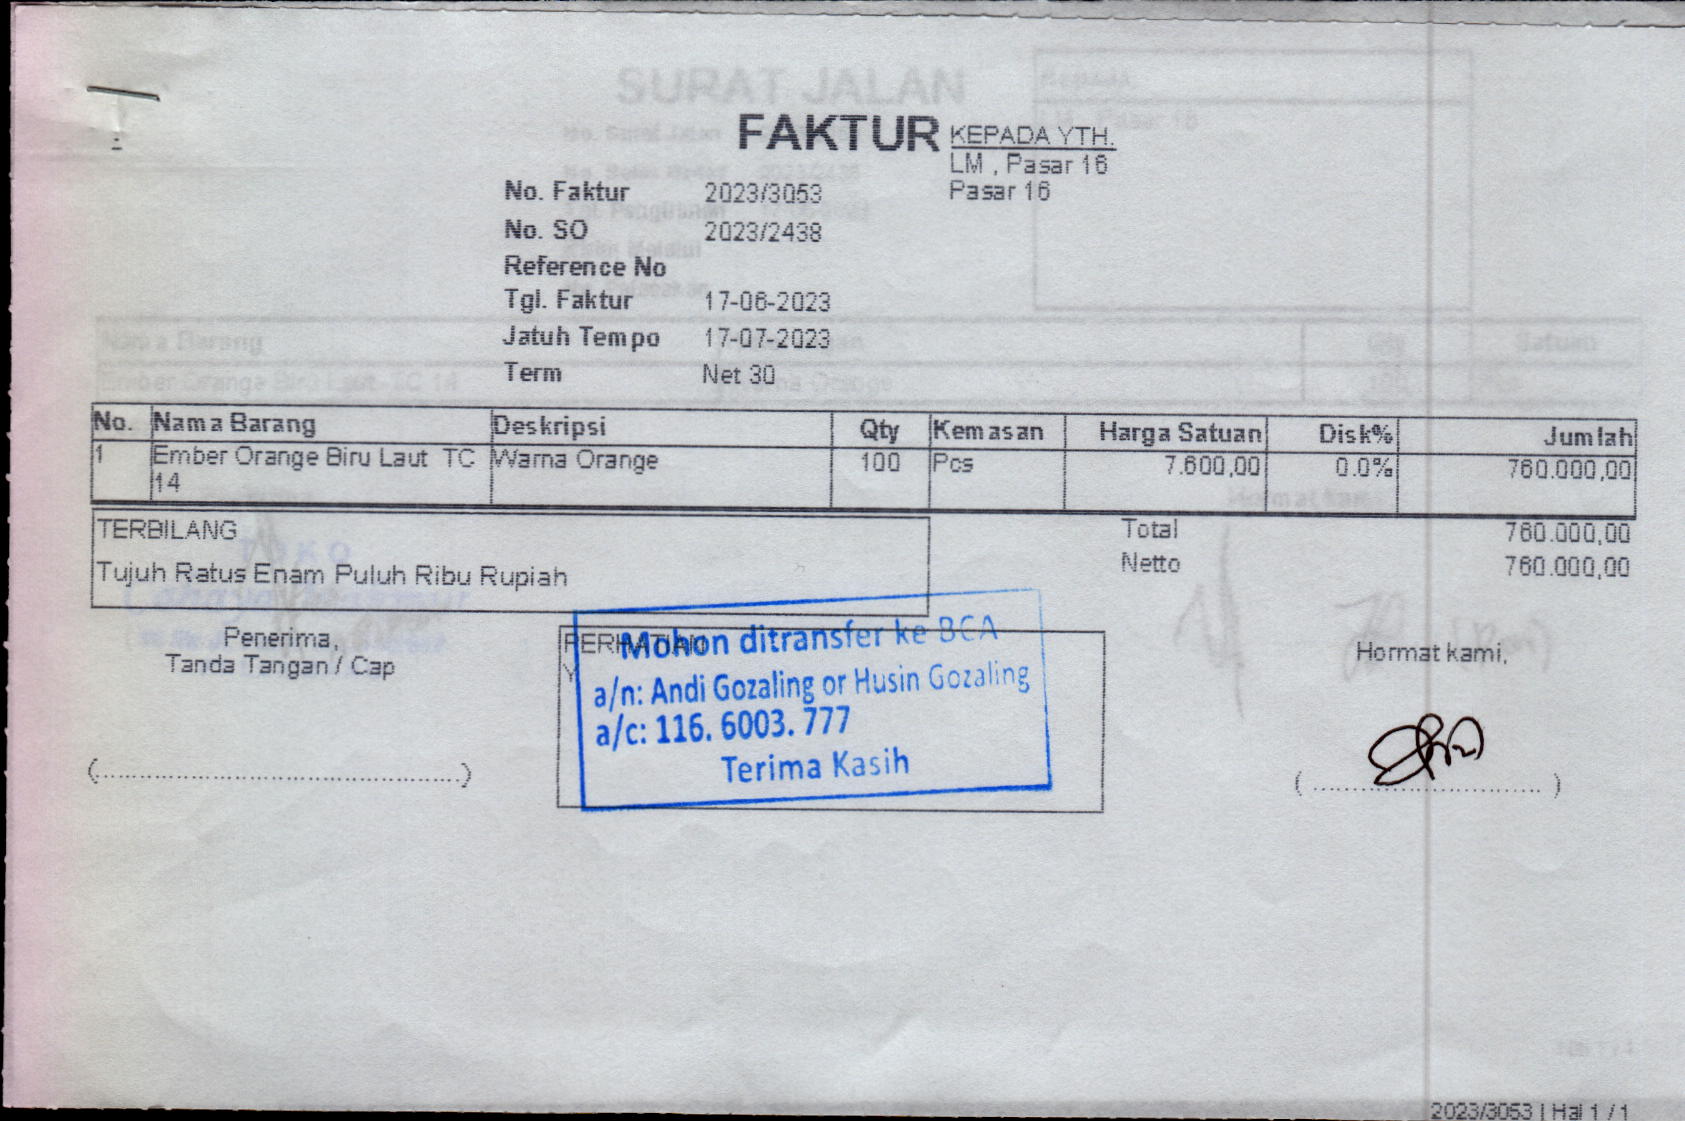 FAKTUR
KEPADA YTH.
LM , Pasar 16
Pasar 16
No. Faktur 2023/3053
No. SO 2023/2438
Reference No
Tgl. Faktur 17-06-2023
Jatuh Tempo 17-07-2023
Term Net 30
No. Nama Barang Deskripsi Qty Kemasan Harga Satuan Disk% Jumlah
1 Ember Orange Biru Laut TC Warna Orange 100 Pcs 7.600,00 0.0% 760.000,00
14
TERBILANG
Tujuh Ratus Enam Puluh Ribu Rupiah
Total 760.000,00
Netto 760.000,00
Penerima,
Tanda Tangan / Cap
PERHATIAN
Y
Mohon ditransfer ke BCA
a/n: Andi Gozaling or Husin Gozaling
a/c: 116. 6003. 777
Terima Kasih
Hormat kami,
SURAT JALAN
2023/3053 | Hal 1 / 1